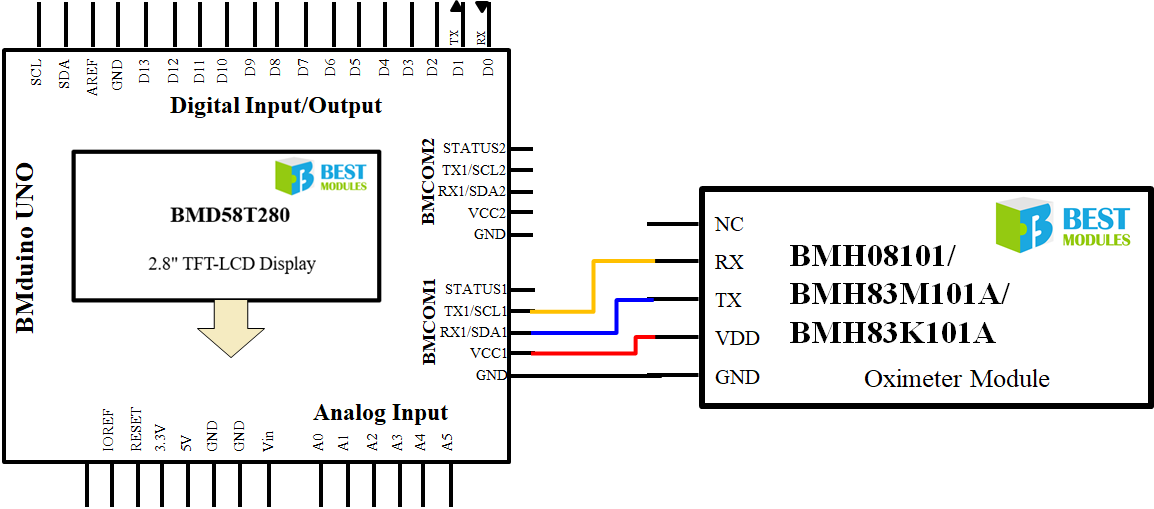 TX
RX
SCL
SDA
AREF
GND
D13
D12
D11
D10
D9
D8
D7
D6
D5
D4
D3
D2
D1
D0
Digital Input/Output
BMduino UNO
BEST
MODULES
BMD58T280
2.8" TFT-LCD Display
BMCOM2
STATUS2
TX1/SCL2
RX1/SDA2
VCC2
GND
BMCOM1
STATUS1
TX1/SCL1
RX1/SDA1
VCC1
GND
NC
RX
TX
VDD
GND
BEST
MODULES
BMH08101/
BMH83M101A/
BMH83K101A
Oximeter Module
Analog Input
IOREF
RESET
3.3V
5V
GND
GND
Vin
A0
A1
A2
A3
A4
A5